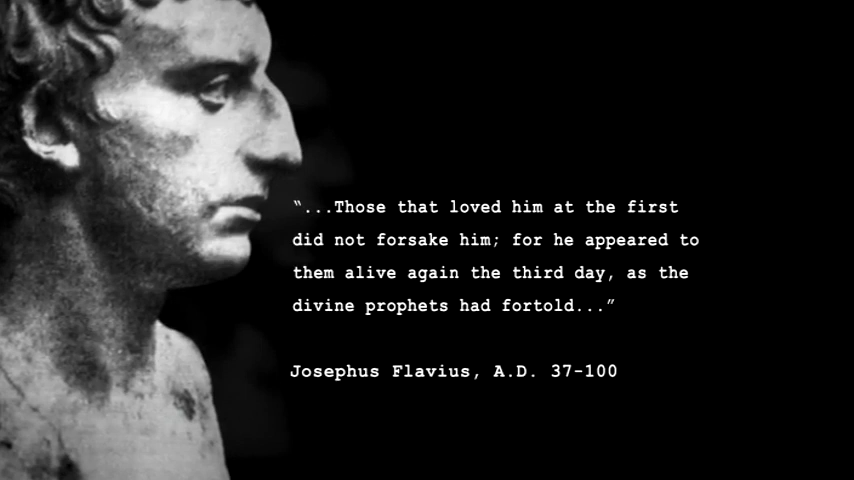 “...Those that loved him at the first
did not forsake him; for he appeared to
them alive again the third day, as the
divine prophets had fortold...”
Josephus Flavius, A.D. 37-100